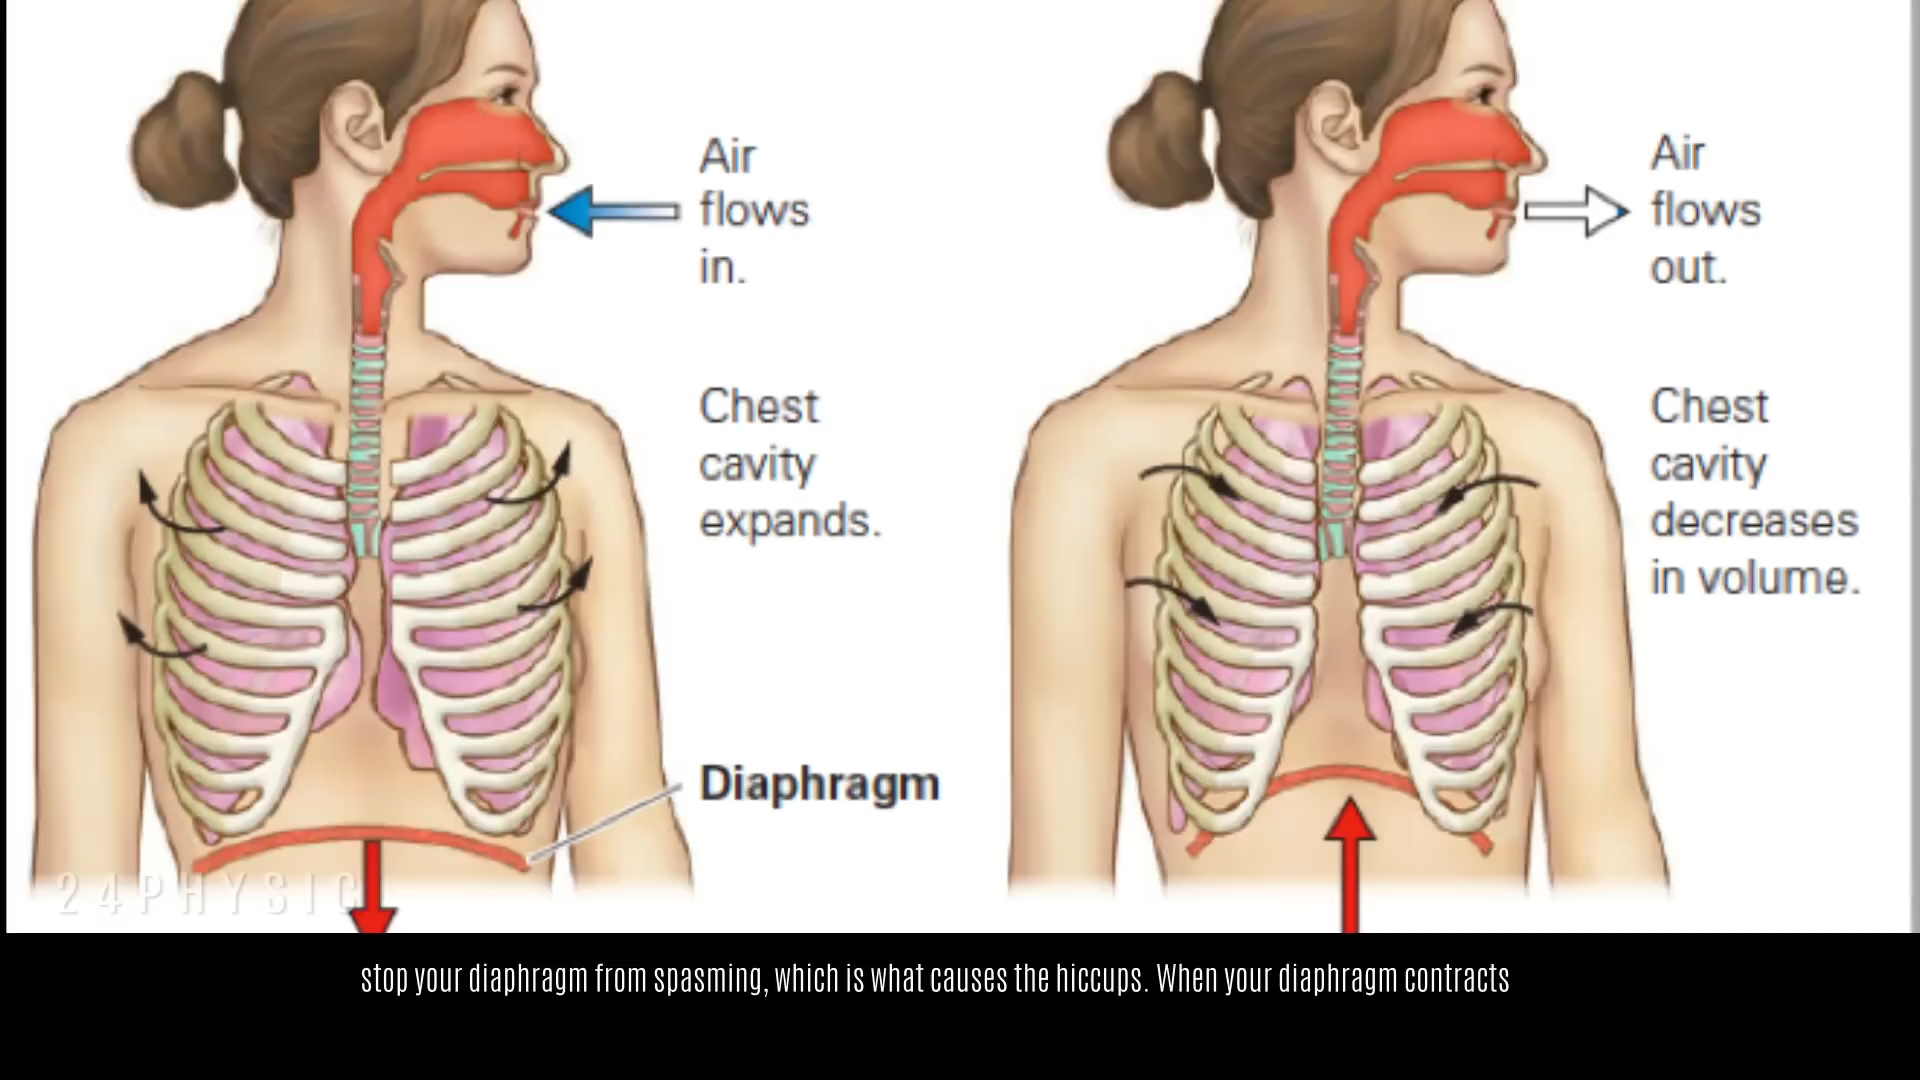 Air
flows
in.
Chest
cavity
expands.
Diaphragm
Air
flows
out.
Chest
cavity
decreases
in volume.
24PHYSIC
stop your diaphragm from spasming, which is what causes the hiccups. When your diaphragm contracts